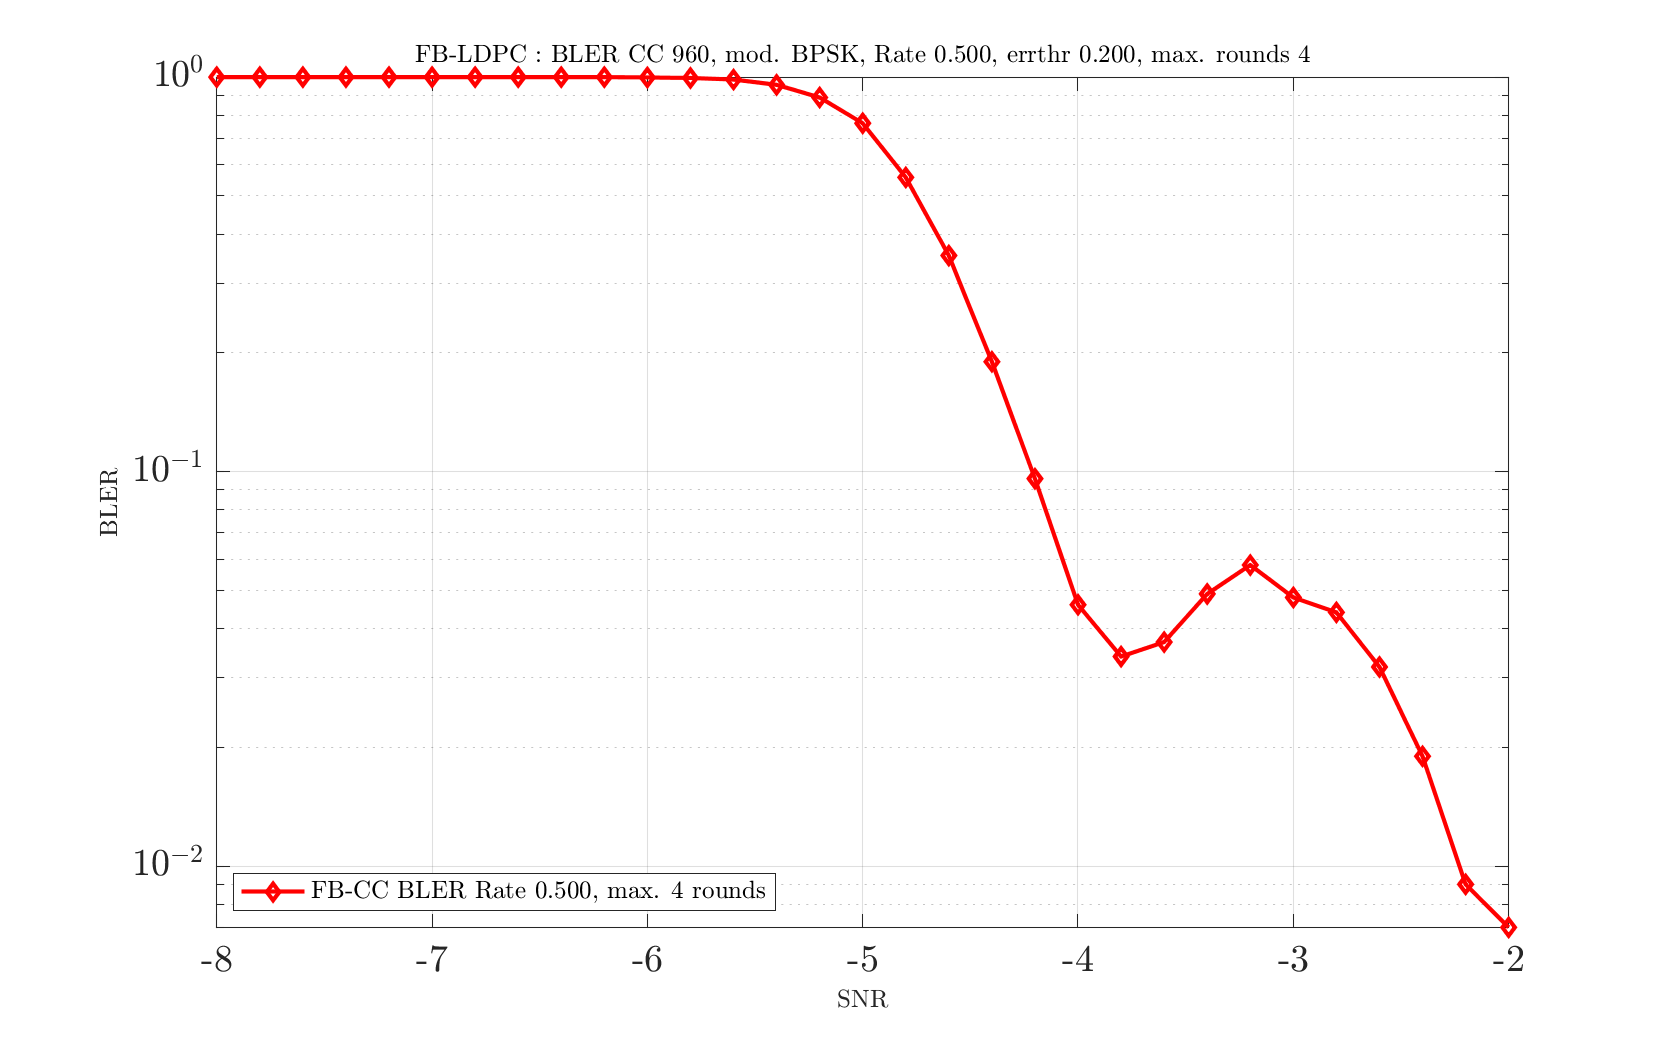 FB-LDPC : BLER CC 960, mod. BPSK, Rate 0.500, errthr 0.200, max. rounds 4
10^0
10^{-1}
10^{-2}
BLER
FB-CC BLER Rate 0.500, max. 4 rounds
-8 -7 -6 -5 -4 -3 -2
SNR